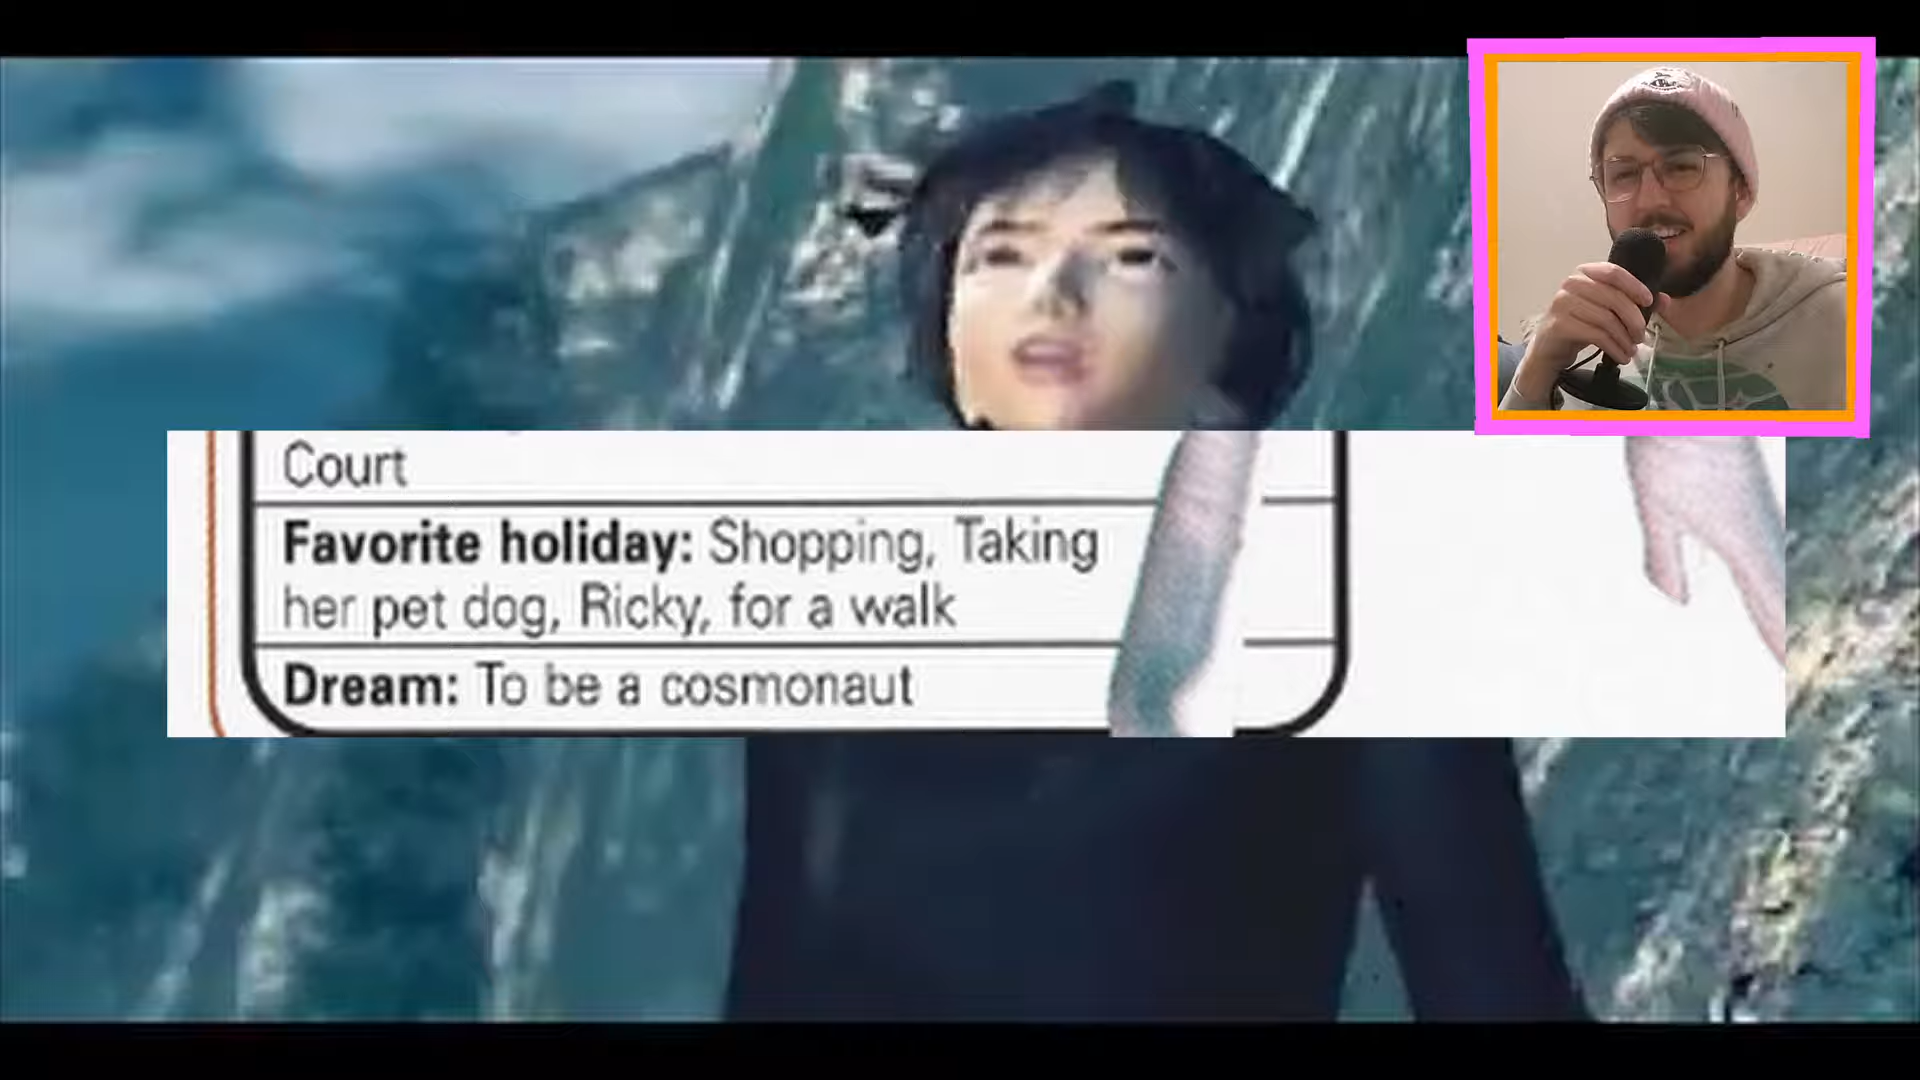 Court
Favorite holiday: Shopping, Taking
her pet dog, Ricky, for a walk
Dream: To be a cosmonaut